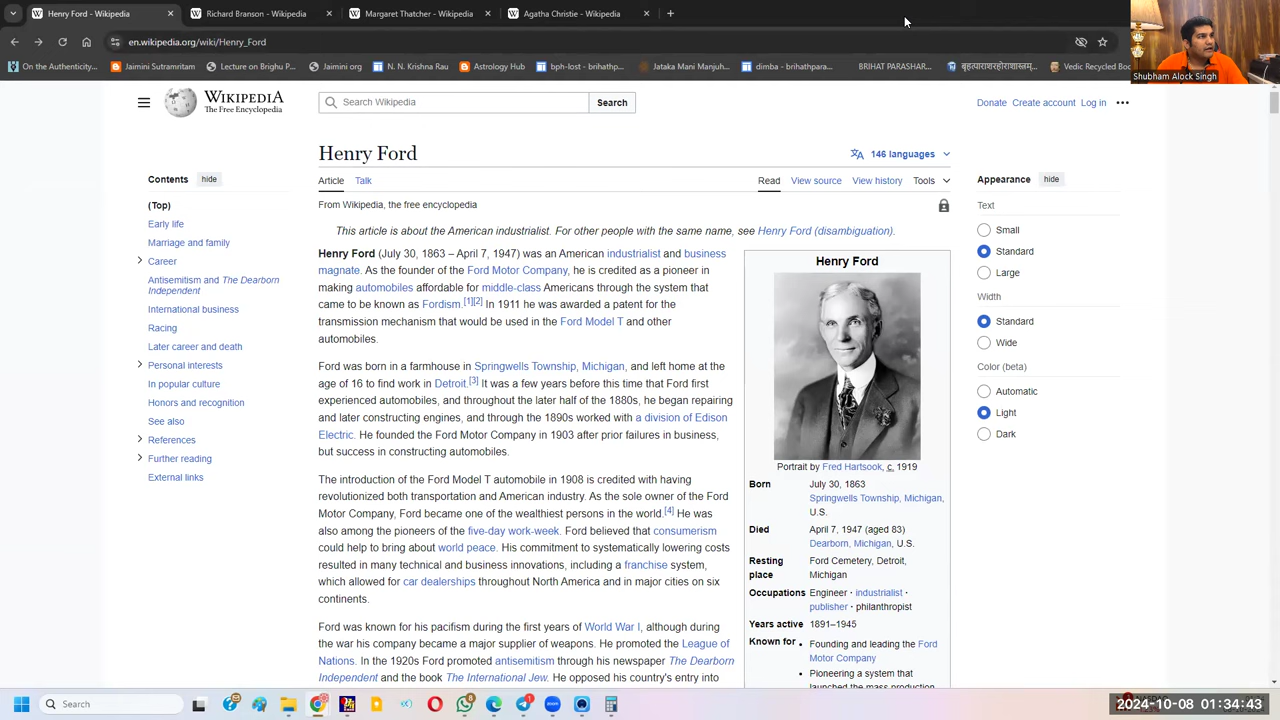 Henry Ford - Wikipedia
Richard Branson - Wikipedia
Margaret Thatcher - Wikipedia
Agatha Christie - Wikipedia
en.wikipedia.org/wiki/Henry_Ford
On the Authenticity...
Jaimini Sutramritam
Lecture on Brighu P...
Jaimini org
N. N. Krishna Rau
Astrology Hub
bph-lost - brihathp...
Jataka Mani Manjuh...
dimba - brihathpara...
BRIHAT PARASHAR...
बृहत्पाराशरहोराशास्त्रम्...
Vedic Recycled Boo...
Shubham Alock Singh
WIKIPEDIA
The Free Encyclopedia
Search Wikipedia
Search
Donate Create account Log in
Henry Ford
146 languages
Article Talk
Read View source View history Tools
From Wikipedia, the free encyclopedia
This article is about the American industrialist. For other people with the same name, see Henry Ford (disambiguation).
Contents hide
(Top)
Early life
Marriage and family
Career
Antisemitism and The Dearborn
Independent
International business
Racing
Later career and death
Personal interests
In popular culture
Honors and recognition
See also
References
Further reading
External links
Henry Ford (July 30, 1863 – April 7, 1947) was an American industrialist and business
magnate. As the founder of the Ford Motor Company, he is credited as a pioneer in
making automobiles affordable for middle-class Americans through the system that
came to be known as Fordism.[1][2] In 1911 he was awarded a patent for the
transmission mechanism that would be used in the Ford Model T and other
automobiles.
Ford was born in a farmhouse in Springwells Township, Michigan, and left home at the
age of 16 to find work in Detroit.[3] It was a few years before this time that Ford first
experienced automobiles, and throughout the later half of the 1880s, he began repairing
and later constructing engines, and through the 1890s worked with a division of Edison
Electric. He founded the Ford Motor Company in 1903 after prior failures in business,
but success in constructing automobiles.
The introduction of the Ford Model T automobile in 1908 is credited with having
revolutionized both transportation and American industry. As the sole owner of the Ford
Motor Company, Ford became one of the wealthiest persons in the world.[4] He was
also among the pioneers of the five-day work-week. Ford believed that consumerism
could help to bring about world peace. His commitment to systematically lowering costs
resulted in many technical and business innovations, including a franchise system,
which allowed for car dealerships throughout North America and in major cities on six
continents.
Ford was known for his pacifism during the first years of World War I, although during
the war his company became a major supplier of weapons. He promoted the League of
Nations. In the 1920s Ford promoted antisemitism through his newspaper The Dearborn
Independent and the book The International Jew. He opposed his country's entry into
Henry Ford
Portrait by Fred Hartsook, c. 1919
Born July 30, 1863
Springwells Township, Michigan,
U.S.
Died April 7, 1947 (aged 83)
Dearborn, Michigan, U.S.
Resting place Ford Cemetery, Detroit,
Michigan
Occupations Engineer · industrialist ·
publisher · philanthropist
Years active 1891–1945
Known for Founding and leading the Ford
Motor Company
Pioneering a system that
launched the mass production
Appearance hide
Text
Small
Standard
Large
Width
Standard
Wide
Color (beta)
Automatic
Light
Dark
Search
2024-10-08 01:34:43